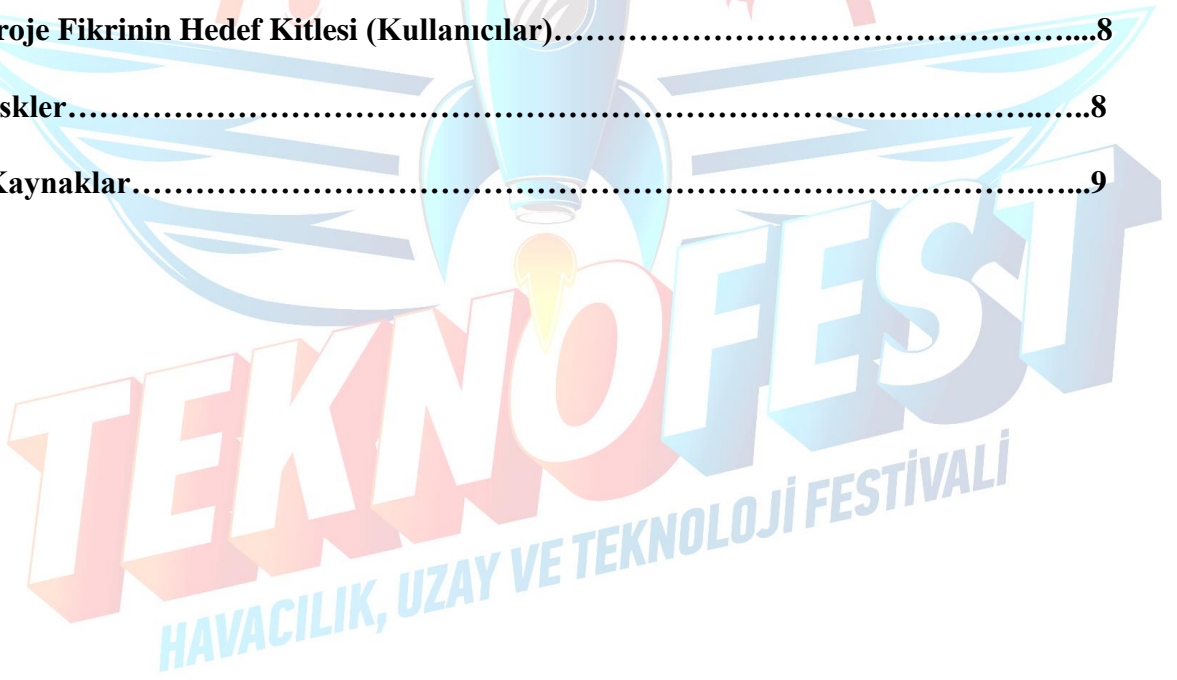 roje Fikrinin Hedef Kitlesi (Kullanıcılar)…………………………………………....8
skler………………………………………………………………………………...…..8
Kaynaklar………………………………………………………………………….…...9
TEKNOFEST
HAVACILIK, UZAY VE TEKNOLOJİ FESTİVALİ